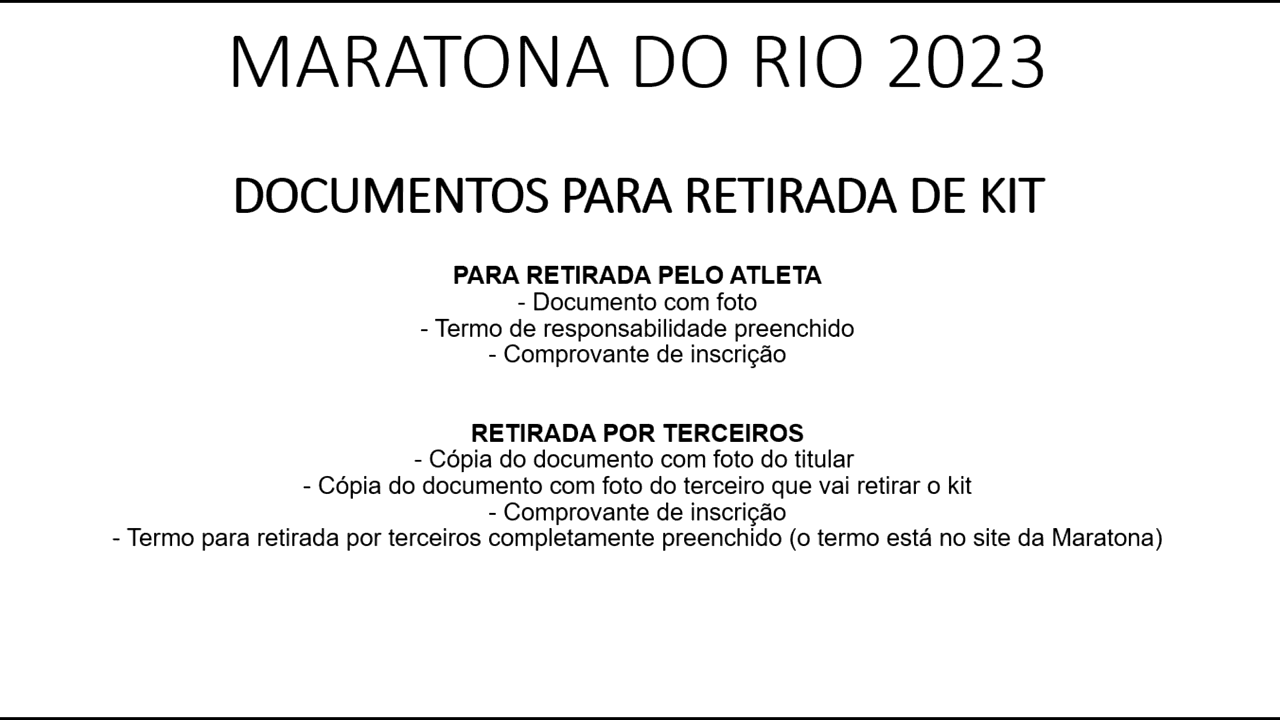 MARATONA DO RIO 2023
DOCUMENTOS PARA RETIRADA DE KIT
PARA RETIRADA PELO ATLETA
- Documento com foto
- Termo de responsabilidade preenchido
- Comprovante de inscrição
RETIRADA POR TERCEIROS
- Cópia do documento com foto do titular
- Cópia do documento com foto do terceiro que vai retirar o kit
- Comprovante de inscrição
- Termo para retirada por terceiros completamente preenchido (o termo está no site da Maratona)